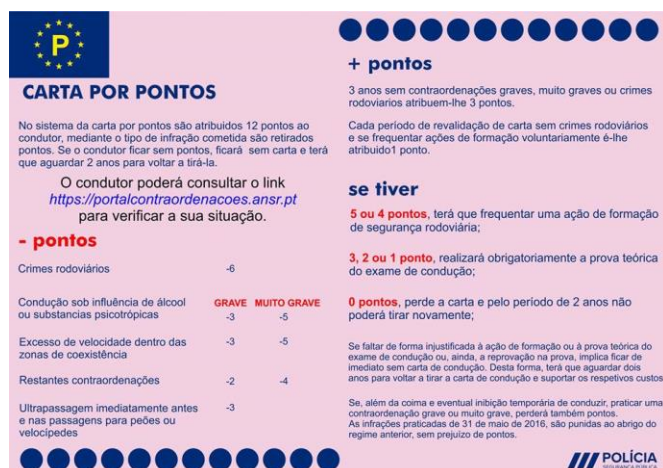 P
CARTA POR PONTOS
No sistema da carta por pontos são atribuidos 12 pontos ao
condutor, mediante o tipo de infração cometida são retirados
pontos. Se o condutor ficar sem pontos, ficará sem carta e terá
que aguardar 2 anos para voltar a tirá-la.
O condutor poderá consultar o link
https://portalcontraordenacoes.ansr.pt
para verificar a sua situação.
- pontos
Crimes rodoviários -6
GRAVE MUITO GRAVE
Condução sob influência de álcool
ou substancias psicotrópicas -3 -5
Excesso de velocidade dentro das -3 -5
zonas de coexistência
Restantes contraordenações -2 -4
Ultrapassagem imediatamente antes -3
e nas passagens para peões ou
velocípedes
+ pontos
3 anos sem contraordenações graves, muito graves ou crimes
rodoviarios atribuem-lhe 3 pontos.
Cada período de revalidação de carta sem crimes rodoviários
e se frequentar ações de formação voluntariamente é-lhe
atribuido1 ponto.
se tiver
5 ou 4 pontos, terá que frequentar uma ação de formação
de segurança rodoviária;
3, 2 ou 1 ponto, realizará obrigatoriamente a prova teórica
do exame de condução;
0 pontos, perde a carta e pelo período de 2 anos não
poderá tirar novamente;
Se faltar de forma injustificada à ação de formação ou à prova teórica do
exame de condução ou, ainda, a reprovação na prova, implica ficar de
imediato sem carta de condução. Desta forma, terá que aguardar dois
anos para voltar a tirar a carta de condução e suportar os respetivos custos
Se, além da coima e eventual inibição temporária de conduzir, praticar uma
contraordenação grave ou muito grave, perderá também pontos.
As infrações praticadas de 31 de maio de 2016, são punidas ao abrigo do
regime anterior, sem prejuízo de pontos.
POLÍCIA
SEGURANÇA PÚBLICA